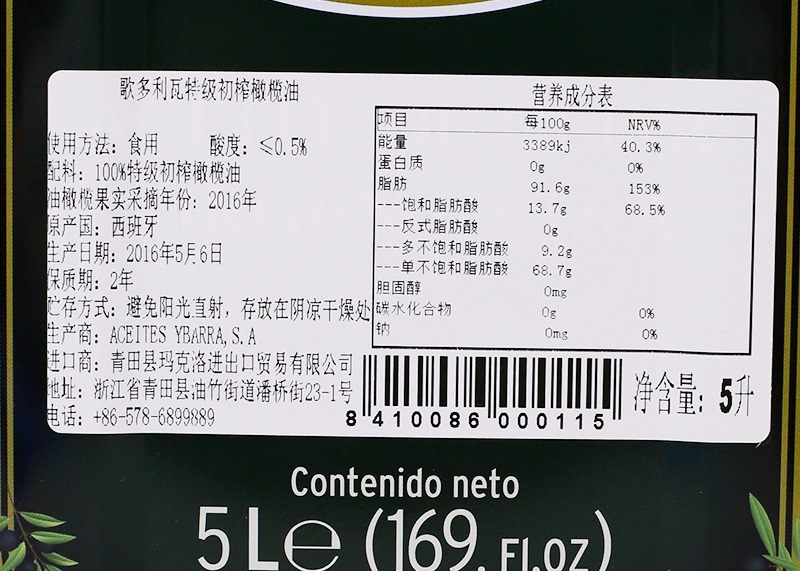 歌多利瓦特级初榨橄榄油
使用方法：食用 酸度：≤0.5%
配料：100%特级初榨橄榄油
油橄榄果实采摘年份：2016年
原产国：西班牙
生产日期：2016年5月6日
保质期：2年
贮存方式：避免阳光直射，存放在阴凉干燥处
生产商：ACEITES YBARRA,S.A
进口商：青田县玛克洛进出口贸易有限公司
地址：浙江省青田县油竹街道潘桥街23-1号
电话：+86-578-6899889
营养成分表
项目 每100g NRV%
能量 3389kj 40.3%
蛋白质 0g 0%
脂肪 91.6g 153%
---饱和脂肪酸 13.7g 68.5%
---反式脂肪酸 0g
---多不饱和脂肪酸 9.2g
---单不饱和脂肪酸 68.7g
胆固醇 0mg
碳水化合物 0g 0%
钠 0mg 0%
8 410086 000115
净含量：5升
Contenido neto
5 L e (169. Fl.oz)